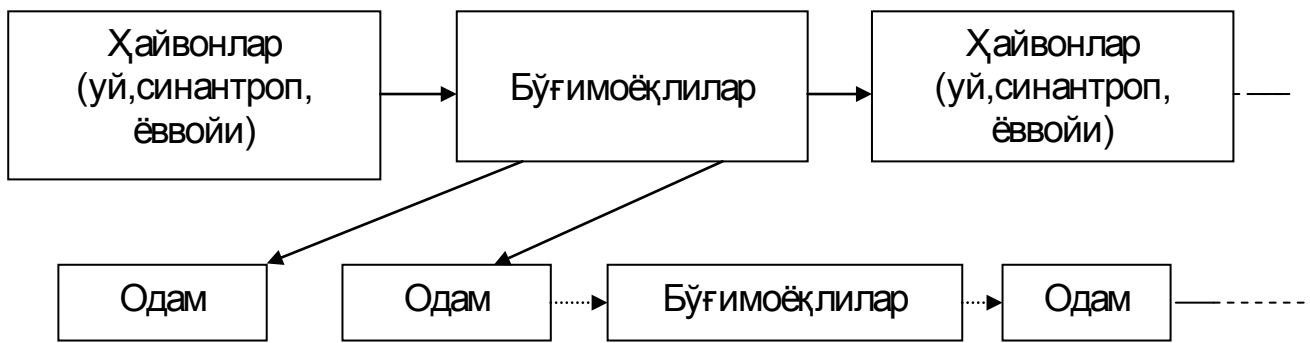 Ҳайвонлар
(уй,синантроп,
ёввойи)
Бўғимоёқлилар
Ҳайвонлар
(уй,синантроп,
ёввойи)
Одам
Одам
Бўғимоёқлилар
Одам